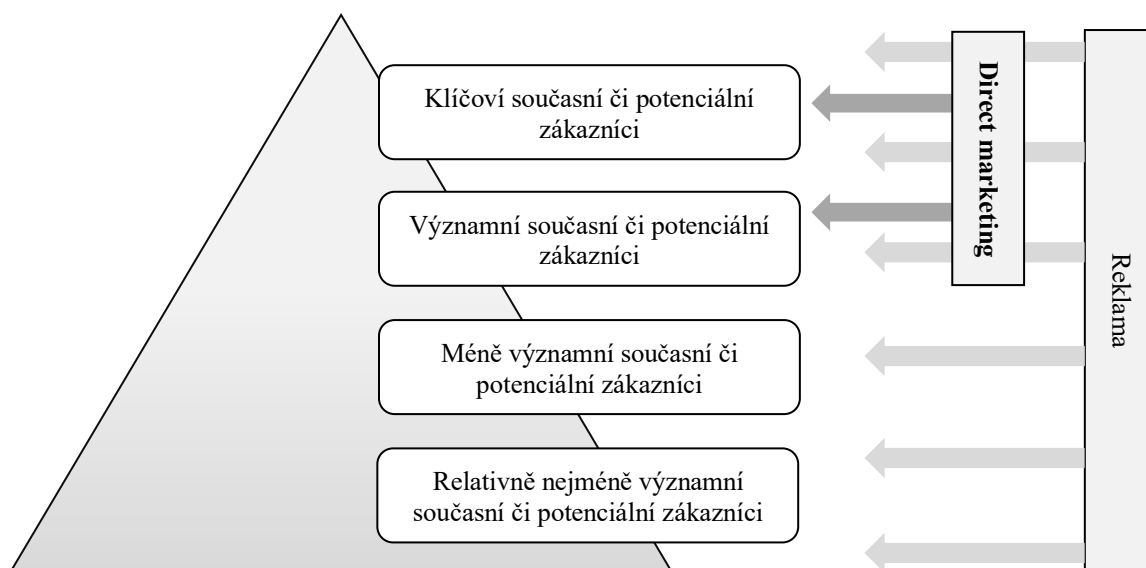 Klíčoví současní či potenciální
zákazníci
Významní současní či potenciální
zákazníci
Méně významní současní či
potenciální zákazníci
Relativně nejméně významní
současní či potenciální zákazníci
Direct marketing
Reklama